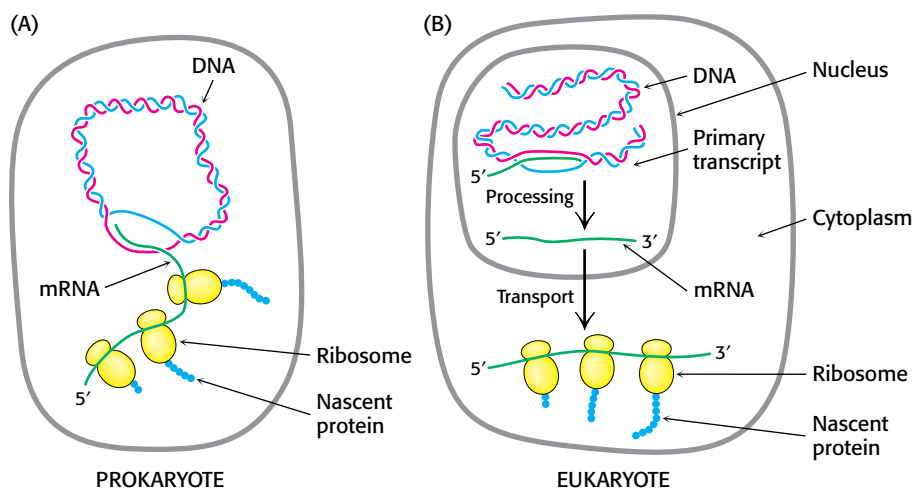 (A)
DNA
mRNA
Ribosome
Nascent
protein
5′
PROKARYOTE
(B)
DNA
Nucleus
Primary
transcript
5′
Processing
Cytoplasm
5′
3′
mRNA
Transport
5′
3′
Ribosome
Nascent
protein
EUKARYOTE